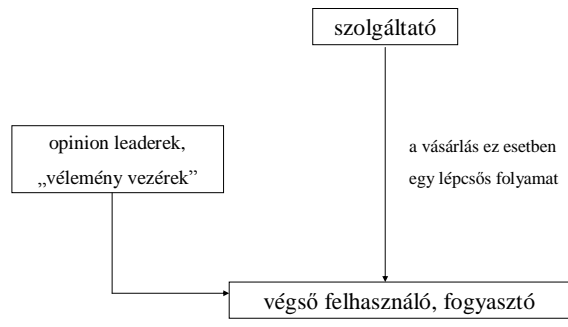 szolgáltató
opinion leaderek,
„vélemény vezérek”
a vásárlás ez esetben
egy lépcsős folyamat
végső felhasználó, fogyasztó